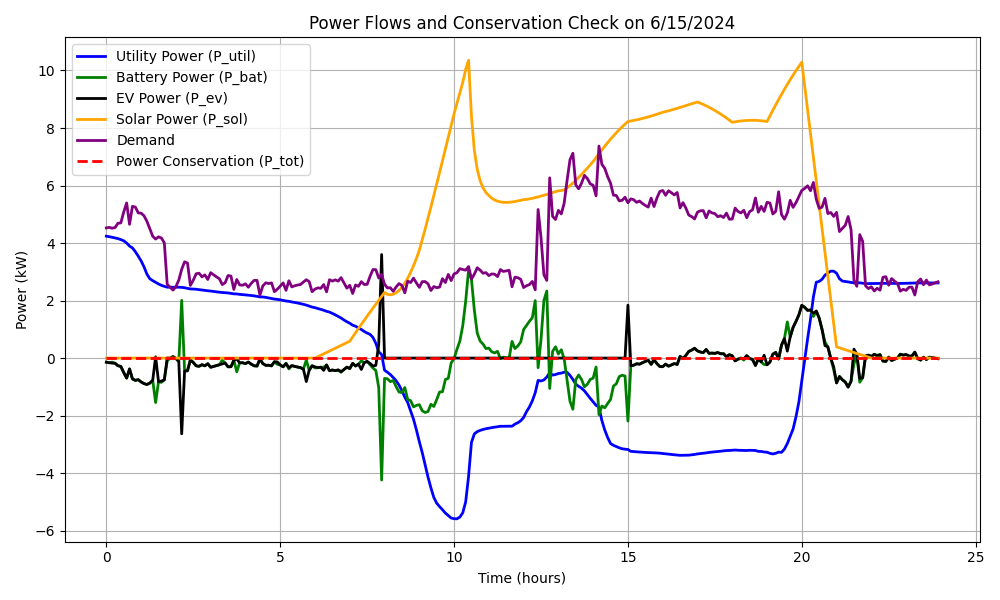 Power Flows and Conservation Check on 6/15/2024
Utility Power (P_util)
Battery Power (P_bat)
EV Power (P_ev)
Solar Power (P_sol)
Demand
Power Conservation (P_tot)
Power (kW)
10
8
6
4
2
0
−2
−4
−6
0 5 10 15 20 25
Time (hours)